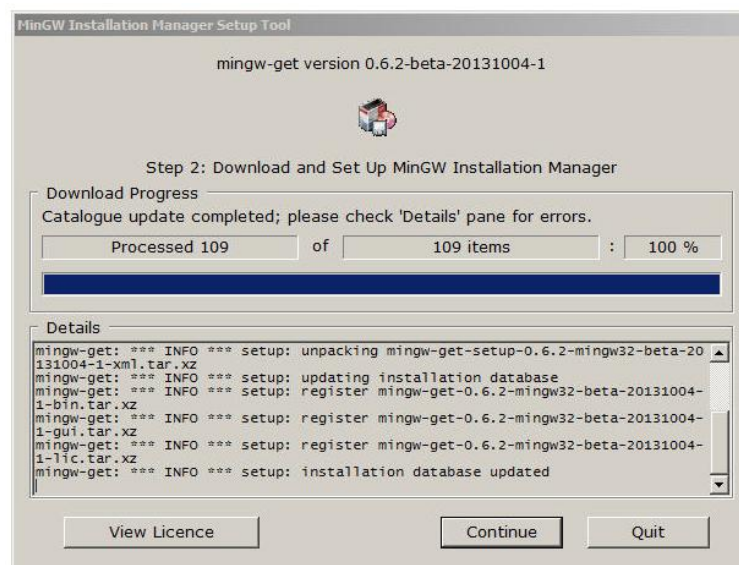 MinGW Installation Manager Setup Tool
mingw-get version 0.6.2-beta-20131004-1
Step 2: Download and Set Up MinGW Installation Manager
Download Progress
Catalogue update completed; please check 'Details' pane for errors.
Processed 109 of 109 items : 100 %
Details
mingw-get: *** INFO *** setup: unpacking mingw-get-setup-0.6.2-mingw32-beta-20
131004-1-xml.tar.xz
mingw-get: *** INFO *** setup: updating installation database
mingw-get: *** INFO *** setup: register mingw-get-0.6.2-mingw32-beta-20131004-
1-bin.tar.xz
mingw-get: *** INFO *** setup: register mingw-get-0.6.2-mingw32-beta-20131004-
1-gui.tar.xz
mingw-get: *** INFO *** setup: register mingw-get-0.6.2-mingw32-beta-20131004-
1-lic.tar.xz
mingw-get: *** INFO *** setup: installation database updated
View Licence Continue Quit